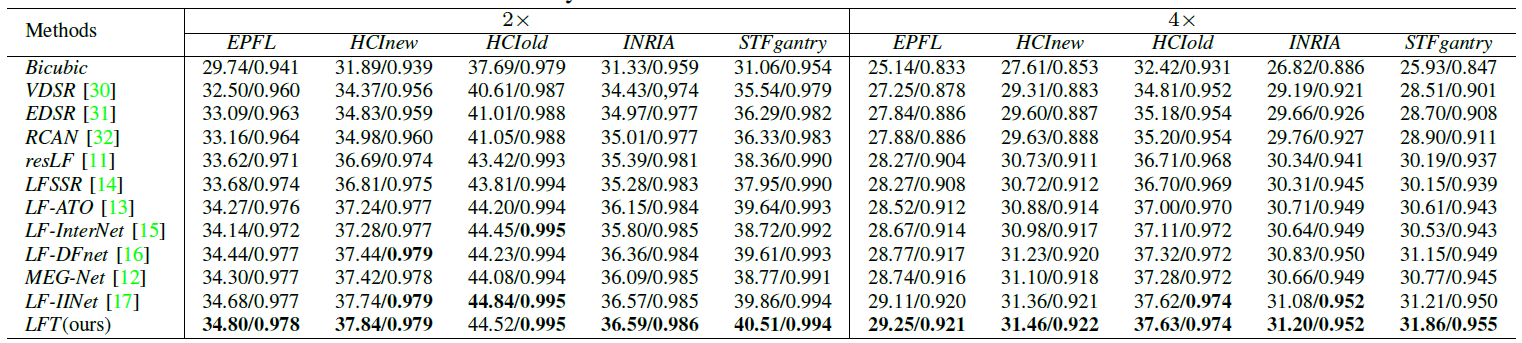 Methods 2× 4×
EPFL HCInew HCIold INRIA STFgantry EPFL HCInew HCIold INRIA STFgantry
Bicubic 29.74/0.941 31.89/0.939 37.69/0.979 31.33/0.959 31.06/0.954 25.14/0.833 27.61/0.853 32.42/0.931 26.82/0.886 25.93/0.847
VDSR [30] 32.50/0.960 34.37/0.956 40.61/0.987 34.43/0,974 35.54/0.979 27.25/0.878 29.31/0.883 34.81/0.952 29.19/0.921 28.51/0.901
EDSR [31] 33.09/0.963 34.83/0.959 41.01/0.988 34.97/0.977 36.29/0.982 27.84/0.886 29.60/0.887 35.18/0.954 29.66/0.926 28.70/0.908
RCAN [32] 33.16/0.964 34.98/0.960 41.05/0.988 35.01/0.977 36.33/0.983 27.88/0.886 29.63/0.888 35.20/0.954 29.76/0.927 28.90/0.911
resLF [11] 33.62/0.971 36.69/0.974 43.42/0.993 35.39/0.981 38.36/0.990 28.27/0.904 30.73/0.911 36.71/0.968 30.34/0.941 30.19/0.937
LFSSR [14] 33.68/0.974 36.81/0.975 43.81/0.994 35.28/0.983 37.95/0.990 28.27/0.908 30.72/0.912 36.70/0.969 30.31/0.945 30.15/0.939
LF-ATO [13] 34.27/0.976 37.24/0.977 44.20/0.994 36.15/0.984 39.64/0.993 28.52/0.912 30.88/0.914 37.00/0.970 30.71/0.949 30.61/0.943
LF-InterNet [15] 34.14/0.972 37.28/0.977 44.45/0.995 35.80/0.985 38.72/0.992 28.67/0.914 30.98/0.917 37.11/0.972 30.64/0.949 30.53/0.943
LF-DFnet [16] 34.44/0.977 37.44/0.979 44.23/0.994 36.36/0.984 39.61/0.993 28.77/0.917 31.23/0.920 37.32/0.972 30.83/0.950 31.15/0.949
MEG-Net [12] 34.30/0.977 37.42/0.978 44.08/0.994 36.09/0.985 38.77/0.991 28.74/0.916 31.10/0.918 37.28/0.972 30.66/0.949 30.77/0.945
LF-IINet [17] 34.68/0.977 37.74/0.979 44.84/0.995 36.57/0.985 39.86/0.994 29.11/0.920 31.36/0.921 37.62/0.974 31.08/0.952 31.21/0.950
LFT(ours) 34.80/0.978 37.84/0.979 44.52/0.995 36.59/0.986 40.51/0.994 29.25/0.921 31.46/0.922 37.63/0.974 31.20/0.952 31.86/0.955